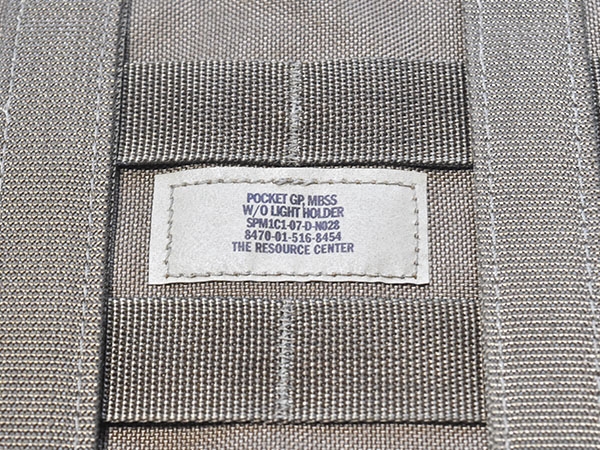 POCKET GP, MBSS
W/O LIGHT HOLDER
SPM1C1-07-D-N028
8470-01-516-8454
THE RESOURCE CENTER